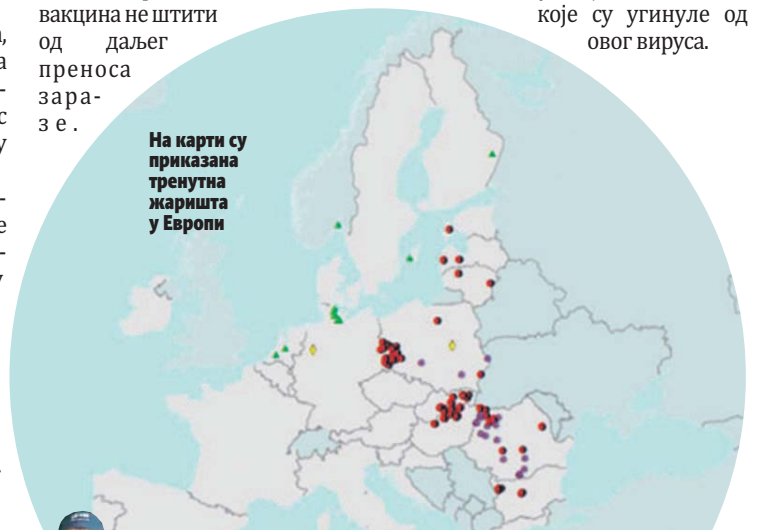 вакцина не штити
од даљег
преноса
зара-
зе.
које су угинуле од
овог вируса.
На карти су
приказана
тренутна
жаришта
у Европи